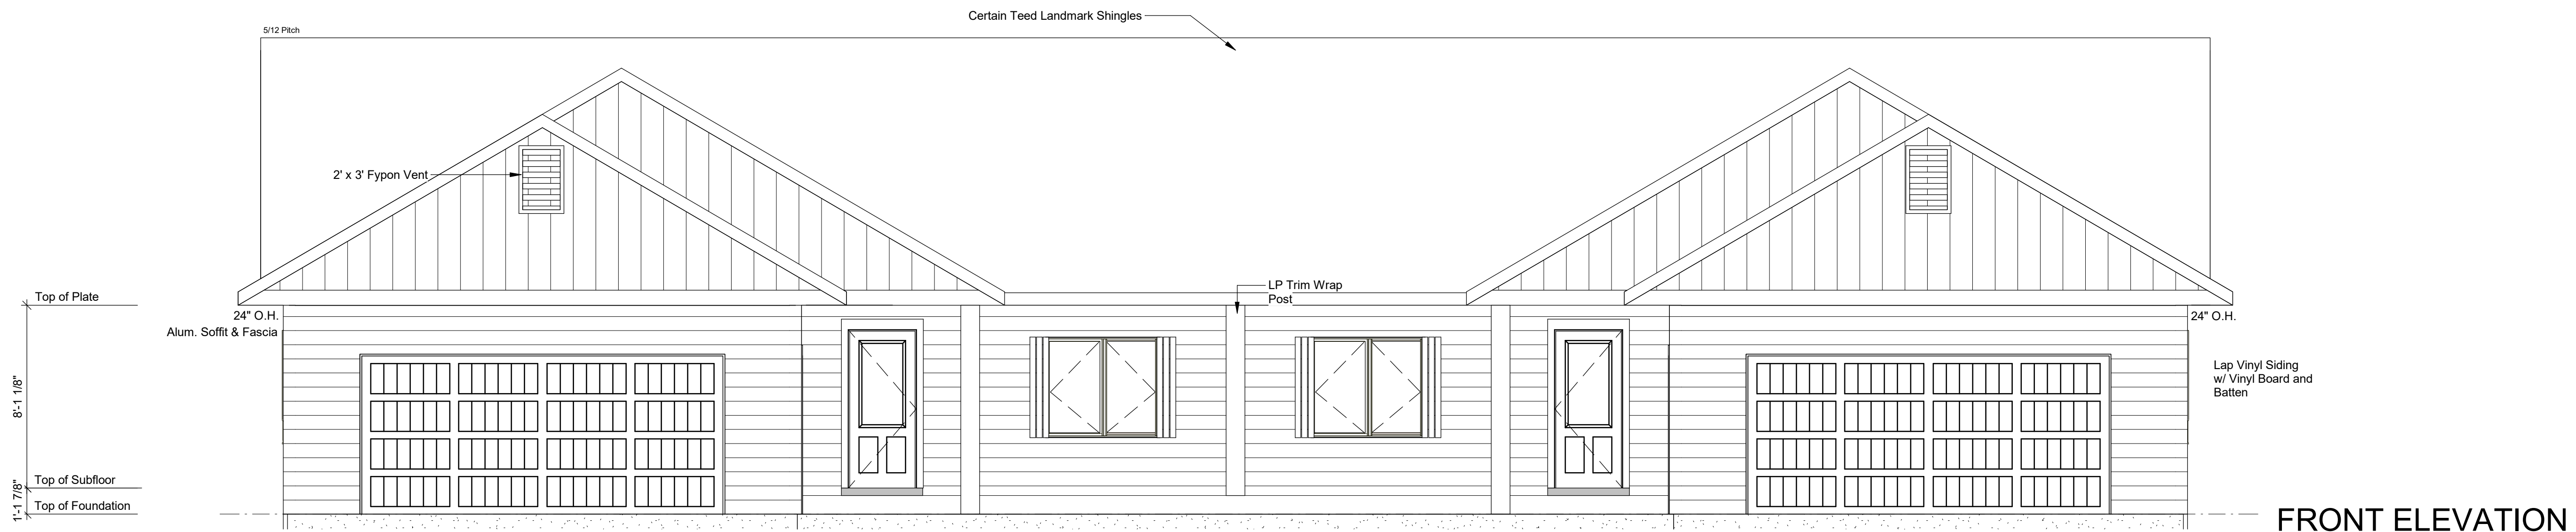 Certain Teed Landmark Shingles
5/12 Pitch
2' x 3' Fypon Vent
LP Trim Wrap
Post
Top of Plate
24" O.H.
24" O.H.
Alum. Soffit & Fascia
Lap Vinyl Siding
w/ Vinyl Board and
Batten
8'-1 1/8"
Top of Subfloor
1'-1 7/8"
Top of Foundation
FRONT ELEVATION